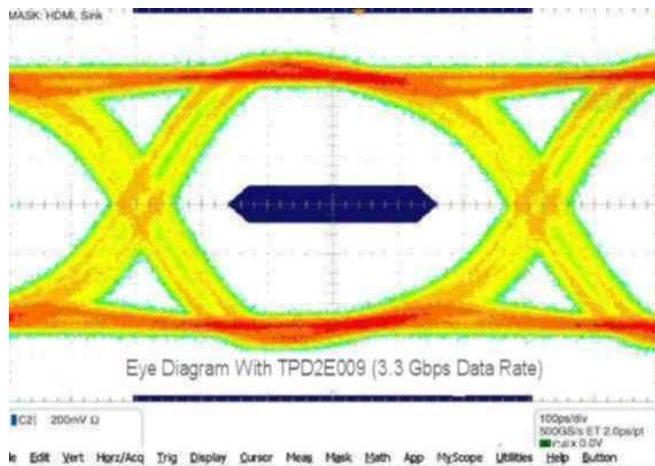 MASK: HDMI, Sink
Eye Diagram With TPD2E009 (3.3 Gbps Data Rate)
C2 200mV Ω
100ps/div
500GS/s ET 2.0ps/pt
0.0V
Edit Vert Horz/Acq Trig Display Cursor Meas Mask Math App MyScope Utilities Help Button